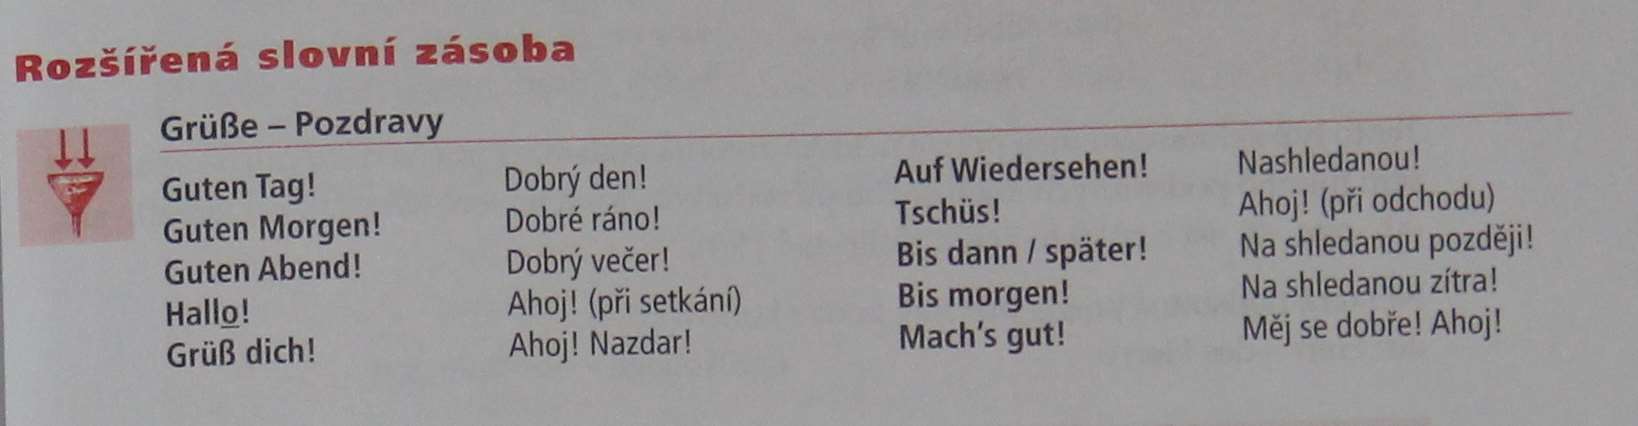 Rozšířená slovní zásoba
Grüße – Pozdravy
Guten Tag! Dobrý den!
Guten Morgen! Dobré ráno!
Guten Abend! Dobrý večer!
Hallo! Ahoj! (při setkání)
Grüß dich! Ahoj! Nazdar!
Auf Wiedersehen! Nashledanou!
Tschüs! Ahoj! (při odchodu)
Bis dann / später! Na shledanou později!
Bis morgen! Na shledanou zítra!
Mach's gut! Měj se dobře! Ahoj!